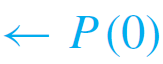 ← P(0)